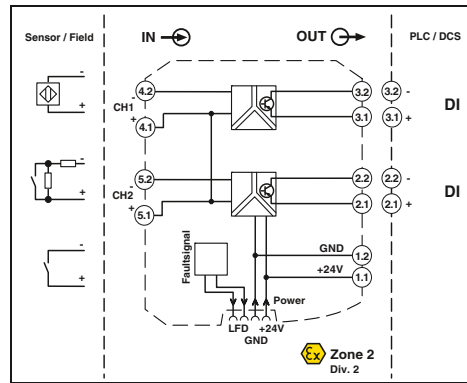 Sensor / Field
IN
OUT
PLC / DCS
-
+
4.2
-
CH1
+
4.1
3.2
3.1
3.2 -
3.1 +
DI
-
+
5.2
-
CH2
+
5.1
2.2
2.1
2.2 -
2.1 +
DI
-
+
Faultsignal
GND
1.2
+24V
1.1
Power
LFD
+24V
GND
Ex
Zone 2
Div. 2